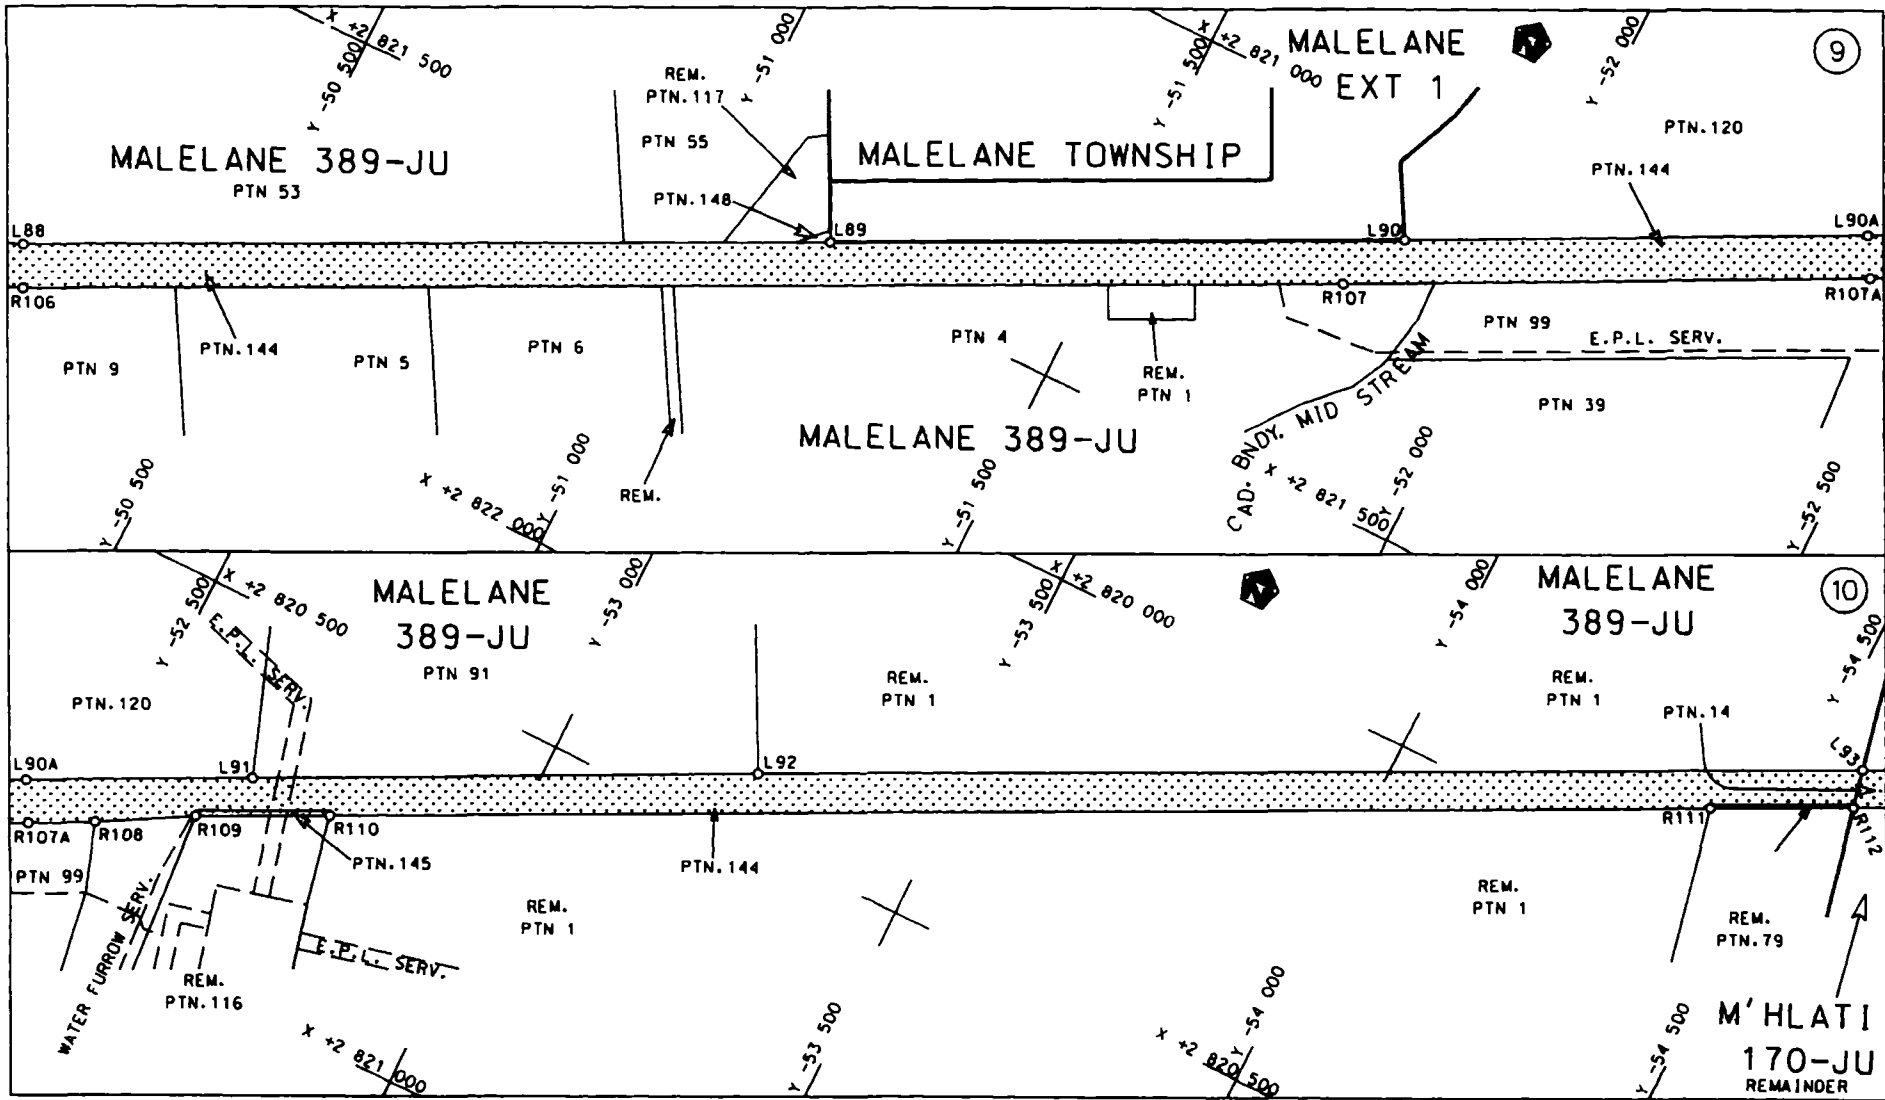 X +2 821 500
Y -50 500
Y -51 000
X +2 821 000
Y -51 500
MALELANE
EXT 1
N
Y -52 000
9
REM.
PTN.117
PTN 55
PTN.120
MALELANE 389-JU
PTN 53
MALELANE TOWNSHIP
PTN.144
PTN.148
L88
L89
L90
L90A
R106
R107
R107A
PTN.144
PTN 9
PTN 5
PTN 6
PTN 4
REM.
PTN 1
PTN 99
E.P.L. SERV.
PTN 39
CAD. BNDY. MID STREAM
MALELANE 389-JU
REM.
Y -50 500
X +2 822 000
Y -51 000
Y -51 500
X +2 821 500
Y -52 000
Y -52 500
Y -52 500
X +2 820 500
MALELANE
389-JU
PTN 91
Y -53 000
Y -53 500
X +2 820 000
N
Y -54 000
MALELANE
389-JU
10
Y -54 500
E.P.L. SERV.
PTN.120
REM.
PTN 1
REM.
PTN 1
PTN.14
L90A
L91
L92
L93
R107A
R108
R109
R110
R111
R112
PTN 99
PTN.145
PTN.144
WATER FURROW SERV.
REM.
PTN 1
REM.
PTN 1
REM.
PTN.79
E.P.L. SERV.
REM.
PTN.116
X +2 821 000
Y -53 500
X +2 820 500
Y -54 000
Y -54 500
M'HLATI
170-JU
REMAINDER